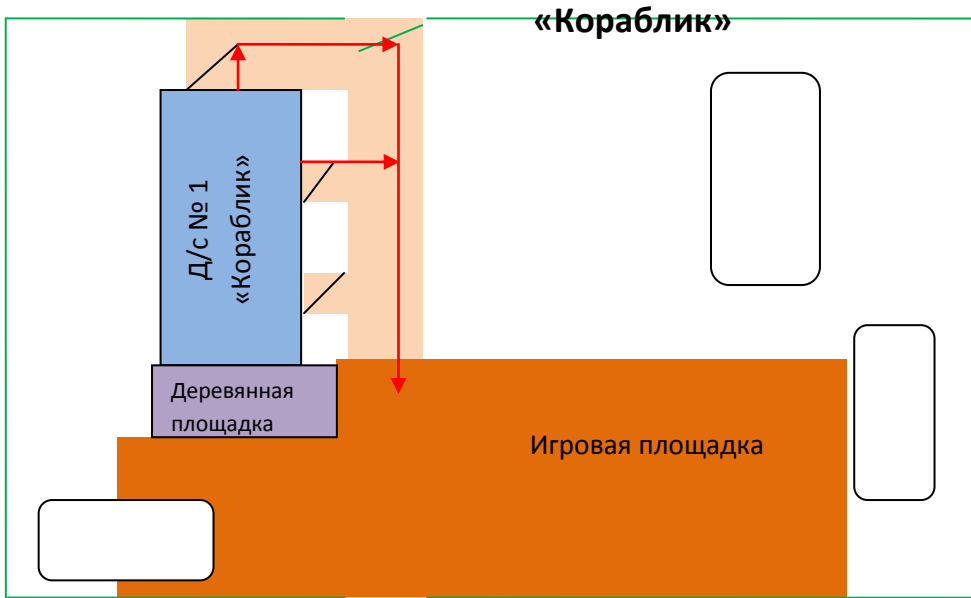 «Кораблик»
Д/с № 1
«Кораблик»
Деревянная
площадка
Игровая площадка